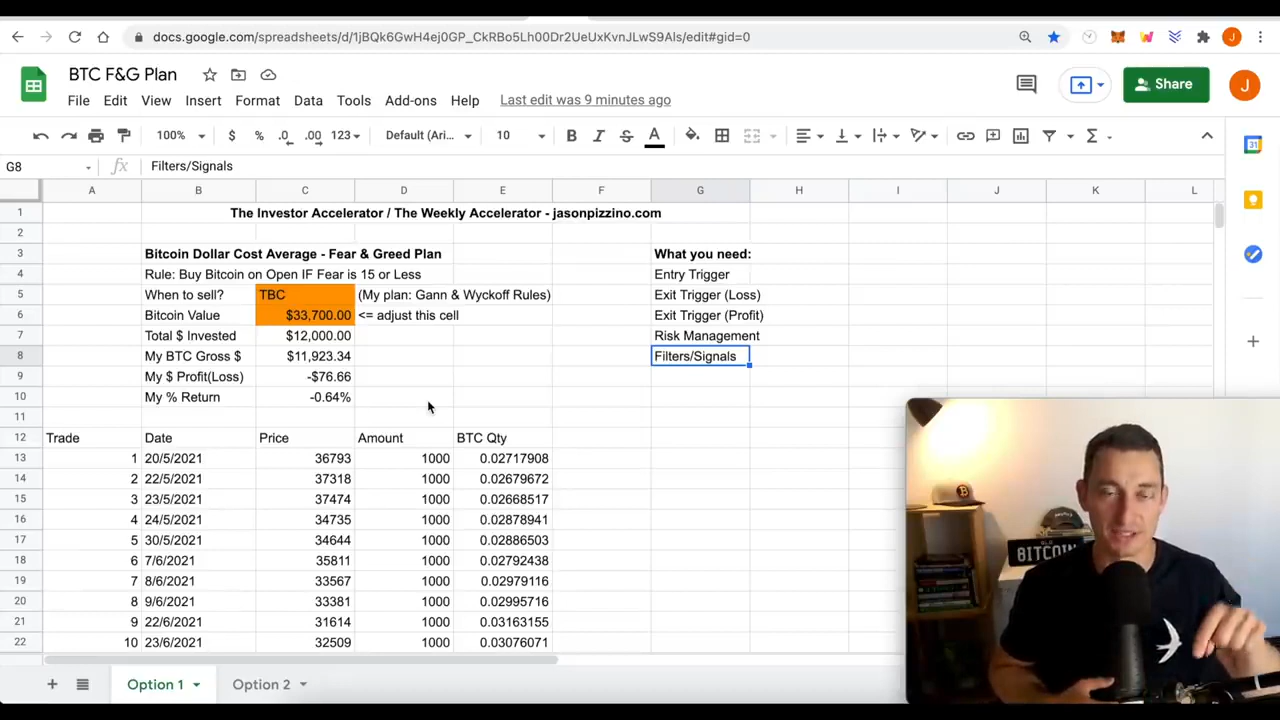 docs.google.com/spreadsheets/d/1jBQk6GwH4ej0GP_CkRBo5Lh00Dr2UeUxKvnJLwS9Als/edit#gid=0
J
BTC F&G Plan
File Edit View Insert Format Data Tools Add-ons Help Last edit was 9 minutes ago
Share
J
100% $ % .0 .00 123 Default (Ari... 10 B I S A
31
G8 fx Filters/Signals
A B C D E F G H I J K L
1 The Investor Accelerator / The Weekly Accelerator - jasonpizzino.com
2
3 Bitcoin Dollar Cost Average - Fear & Greed Plan What you need:
4 Rule: Buy Bitcoin on Open IF Fear is 15 or Less Entry Trigger
5 When to sell? TBC (My plan: Gann & Wyckoff Rules) Exit Trigger (Loss)
6 Bitcoin Value $33,700.00 <= adjust this cell Exit Trigger (Profit)
7 Total $ Invested $12,000.00 Risk Management
8 My BTC Gross $ $11,923.34 Filters/Signals
9 My $ Profit(Loss) -$76.66
10 My % Return -0.64%
11
12 Trade Date Price Amount BTC Qty
13 1 20/5/2021 36793 1000 0.02717908
14 2 22/5/2021 37318 1000 0.02679672
15 3 23/5/2021 37474 1000 0.02668517
16 4 24/5/2021 34735 1000 0.02878941
17 5 30/5/2021 34644 1000 0.02886503
18 6 7/6/2021 35811 1000 0.02792438
19 7 8/6/2021 33567 1000 0.02979116
20 8 9/6/2021 33381 1000 0.02995716
21 9 22/6/2021 31614 1000 0.03163155
22 10 23/6/2021 32509 1000 0.03076071
BITCOIN
Option 1 Option 2